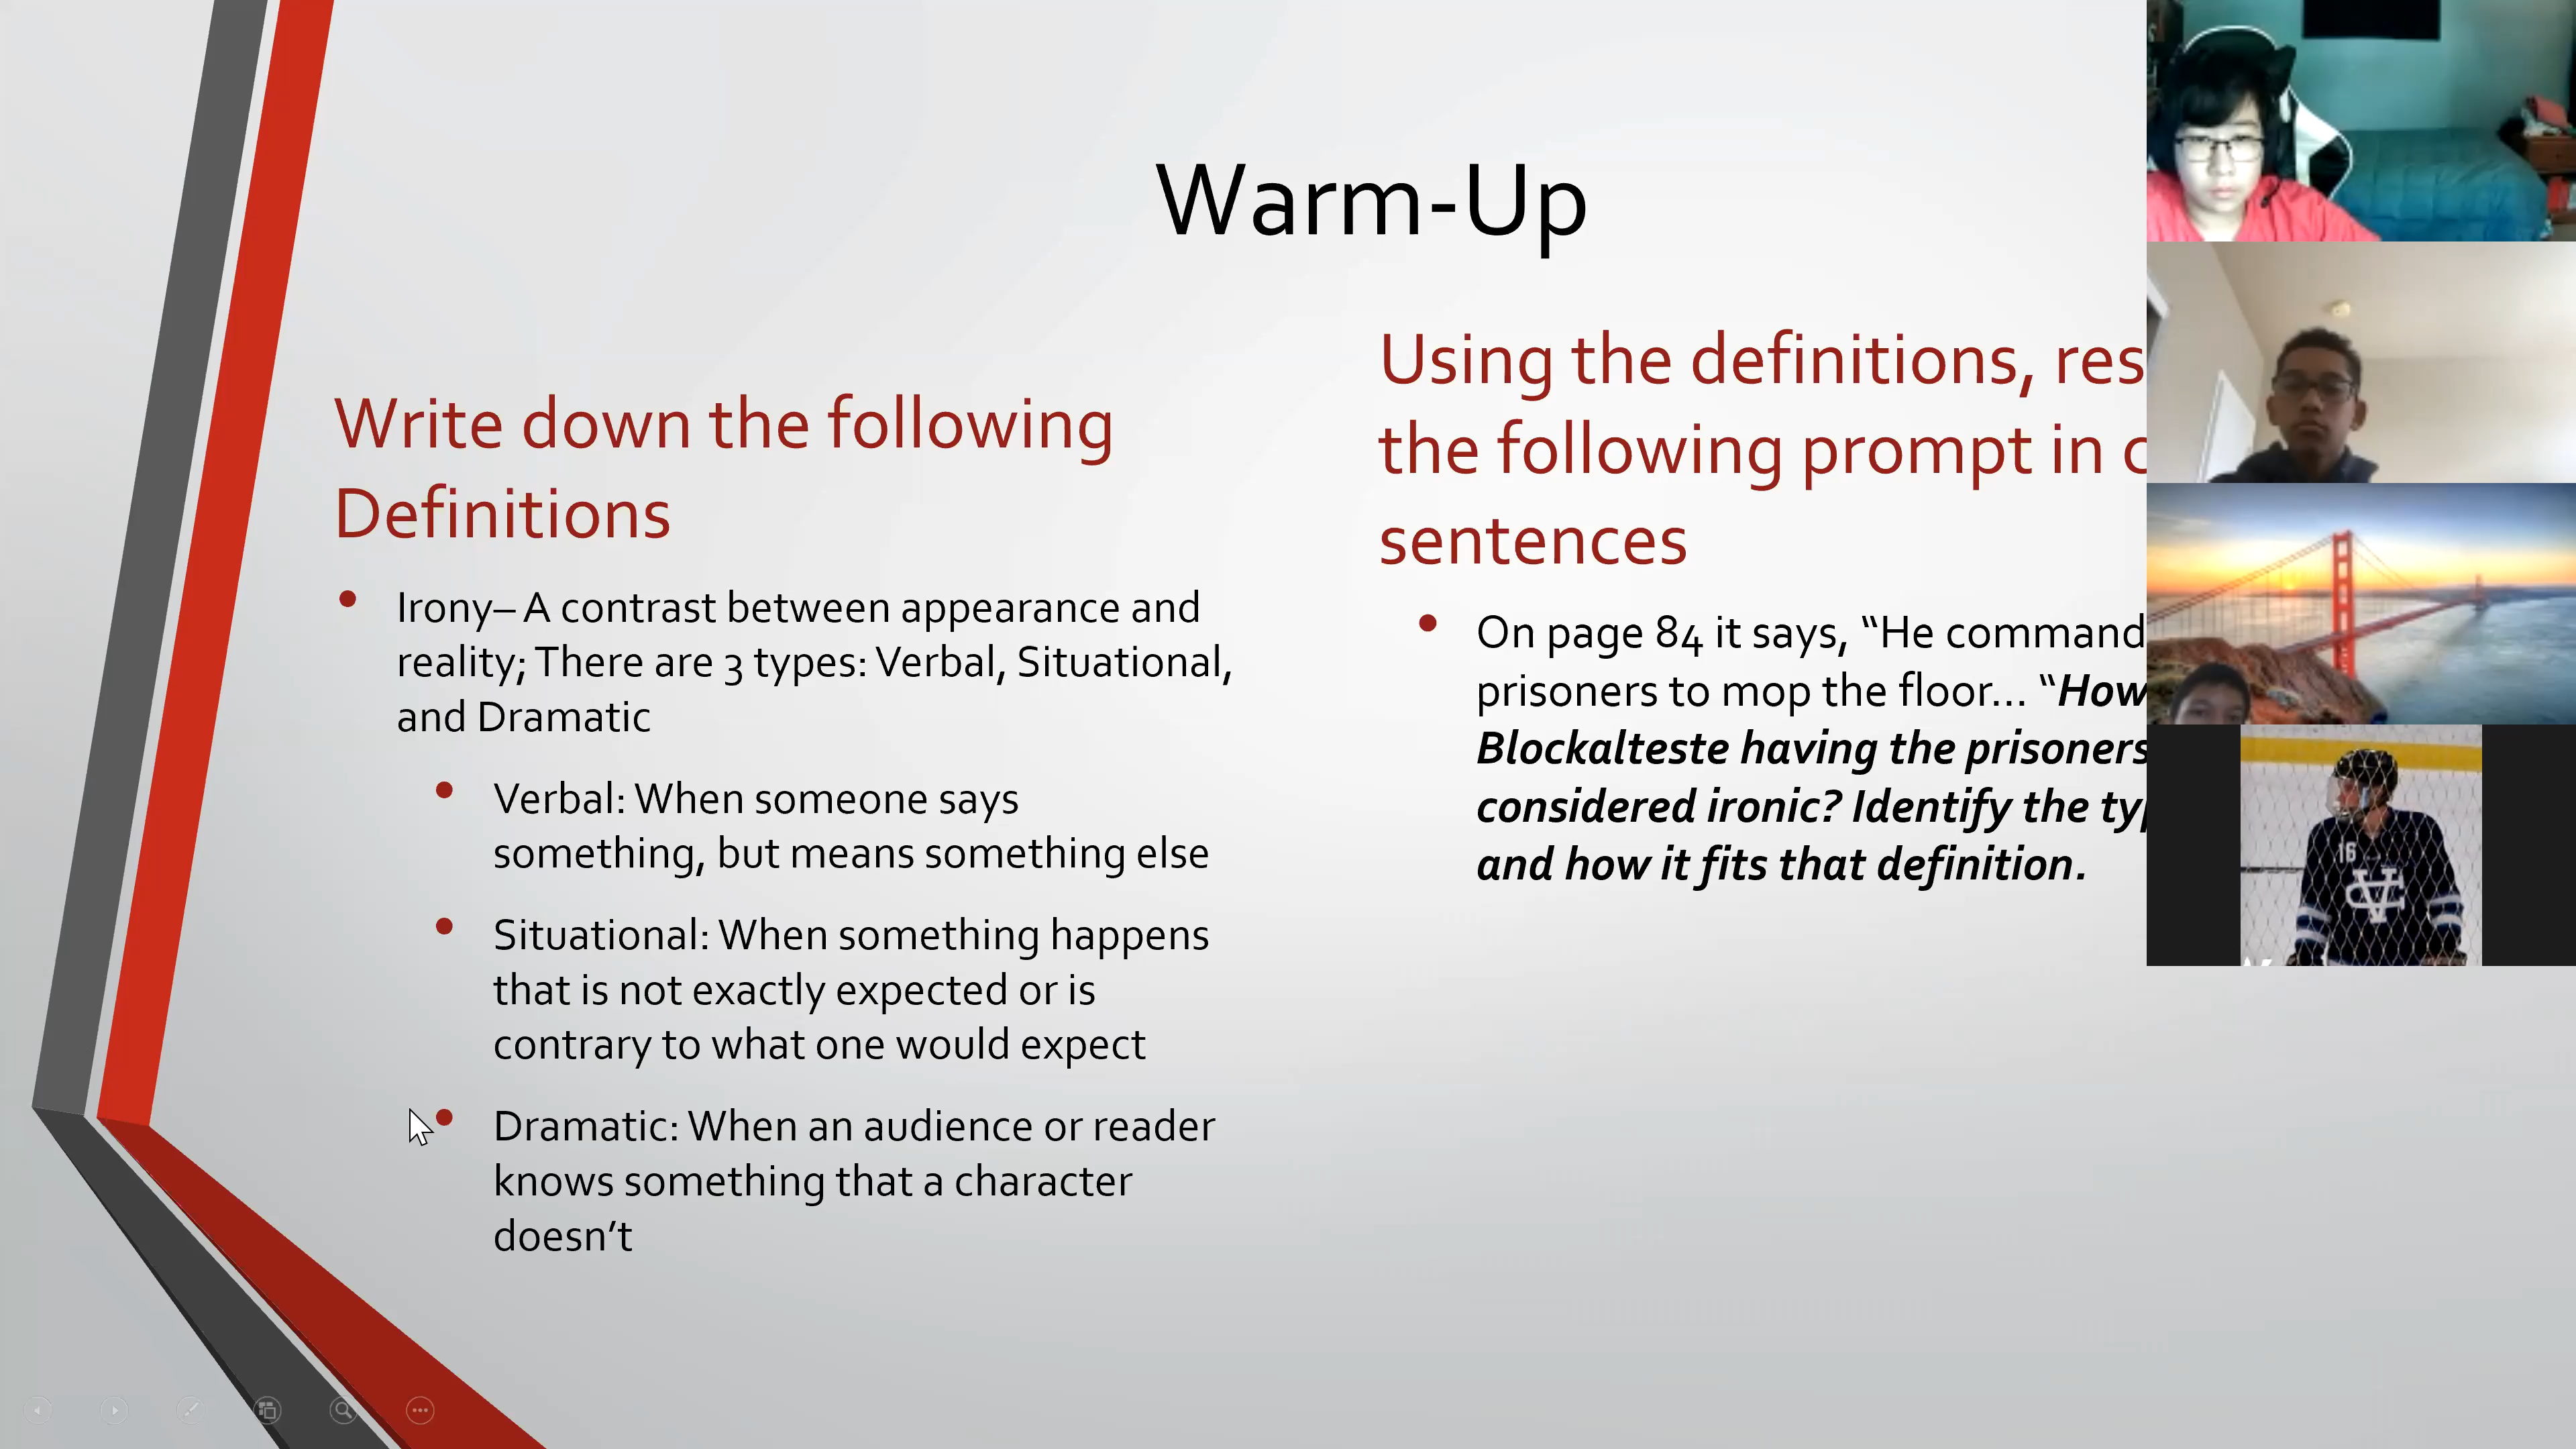 Warm-Up
Write down the following
Definitions
Irony– A contrast between appearance and
reality; There are 3 types: Verbal, Situational,
and Dramatic
Verbal: When someone says
something, but means something else
Situational: When something happens
that is not exactly expected or is
contrary to what one would expect
Dramatic: When an audience or reader
knows something that a character
doesn’t
Using the definitions, res
the following prompt in c
sentences
On page 84 it says, “He command
prisoners to mop the floor... “How
Blockalteste having the prisoners
considered ironic? Identify the typ
and how it fits that definition.
16
VC